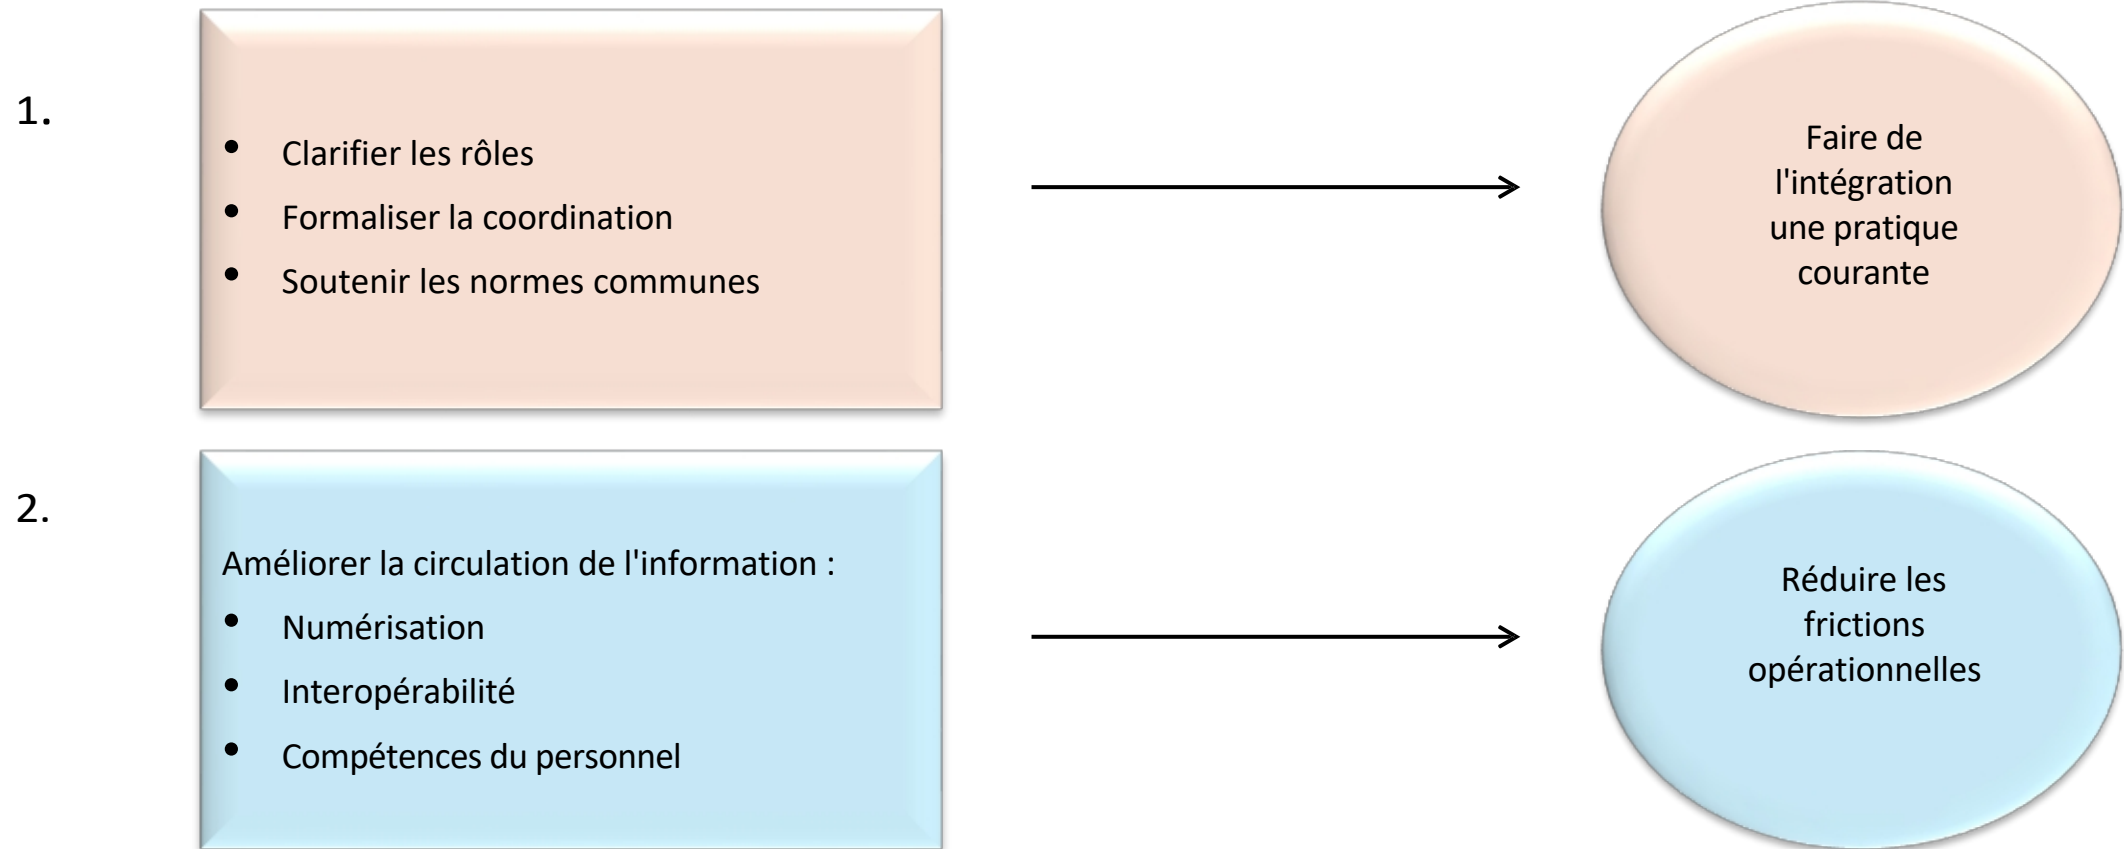 1.
• Clarifier les rôles
• Formaliser la coordination
• Soutenir les normes communes
Faire de
l'intégration
une pratique
courante
2.
Améliorer la circulation de l'information :
• Numérisation
• Interopérabilité
• Compétences du personnel
Réduire les
frictions
opérationnelles